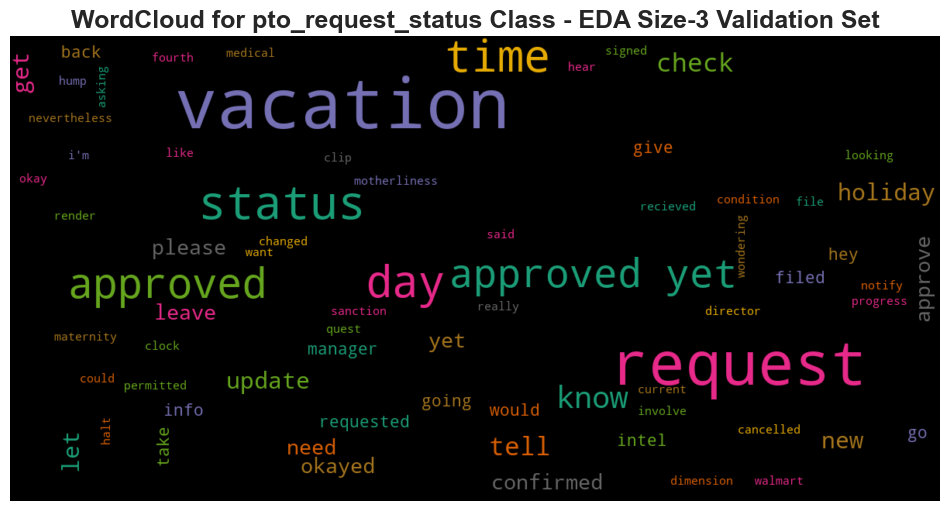 WordCloud for pto_request_status Class - EDA Size-3 Validation Set
get
back
fourth
medical
time
hear
signed
check
hump
asking
vacation
nevertheless
i'm
like
clip
give
looking
okay
motherliness
holiday
render
status
recieved
condition
file
please
changed
want
said
wondering
hey
approve
approved
day
approved yet
filed
notify
leave
sanction
really
director
progress
quest
maternity
clock
manager
yet
request
could
permitted
update
know
current
info
going
would
involve
requested
cancelled
go
let
halt
take
need
tell
intel
new
okayed
confirmed
dimension
walmart